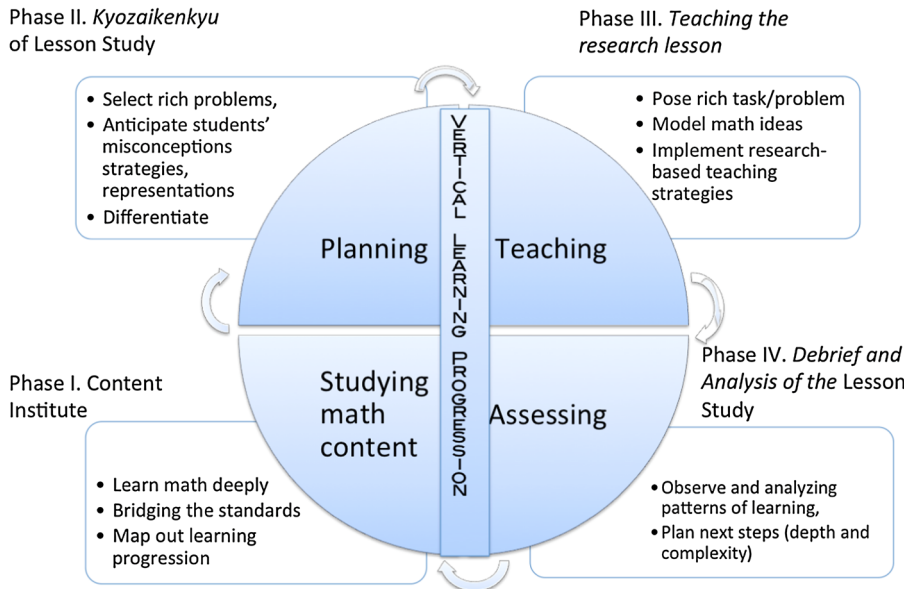 Phase II. Kyozaikenkyu
of Lesson Study
• Select rich problems,
• Anticipate students’
misconceptions
strategies,
representations
• Differentiate
Phase III. Teaching the
research lesson
• Pose rich task/problem
• Model math ideas
• Implement research-
based teaching
strategies
Planning
Teaching
VERTICAL LEARNING PROGRESSION
Studying
math
content
Assessing
Phase I. Content
Institute
• Learn math deeply
• Bridging the standards
• Map out learning
progression
Phase IV. Debrief and
Analysis of the Lesson
Study
• Observe and analyzing
patterns of learning,
• Plan next steps (depth and
complexity)